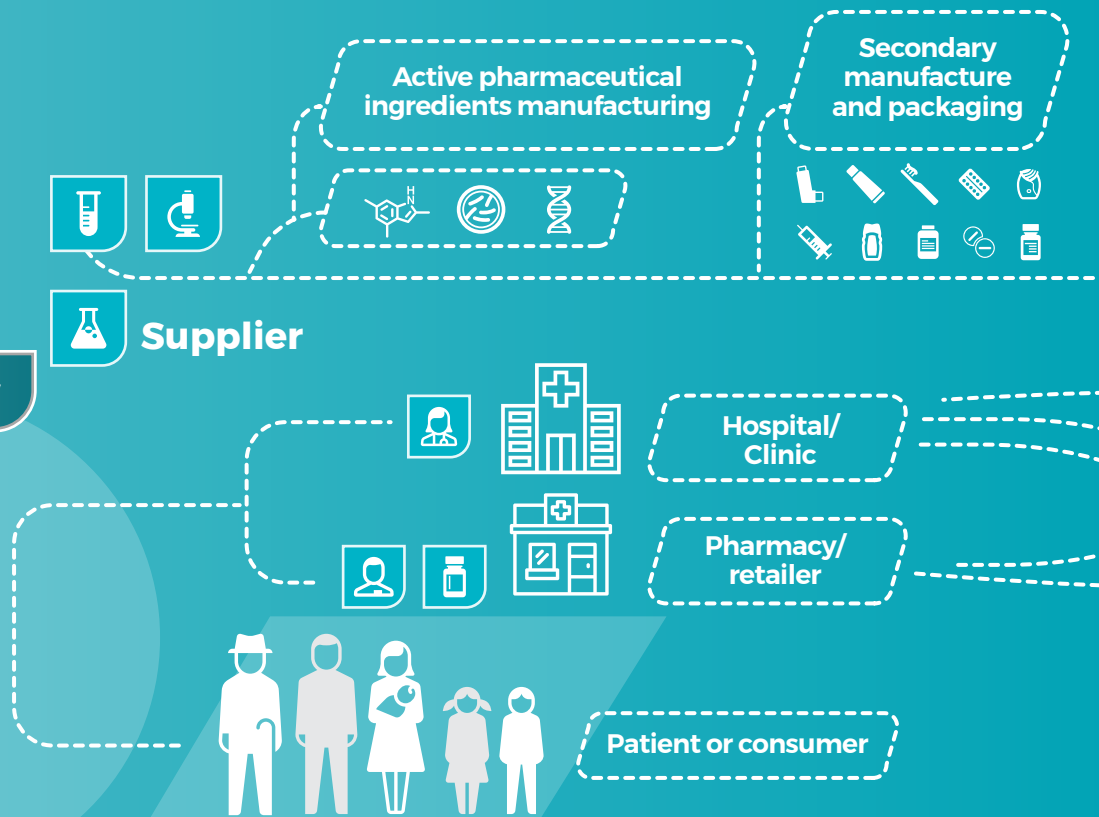 Active pharmaceutical
ingredients manufacturing
Secondary
manufacture
and packaging
H
N
Supplier
Hospital/
Clinic
Pharmacy/
retailer
Patient or consumer